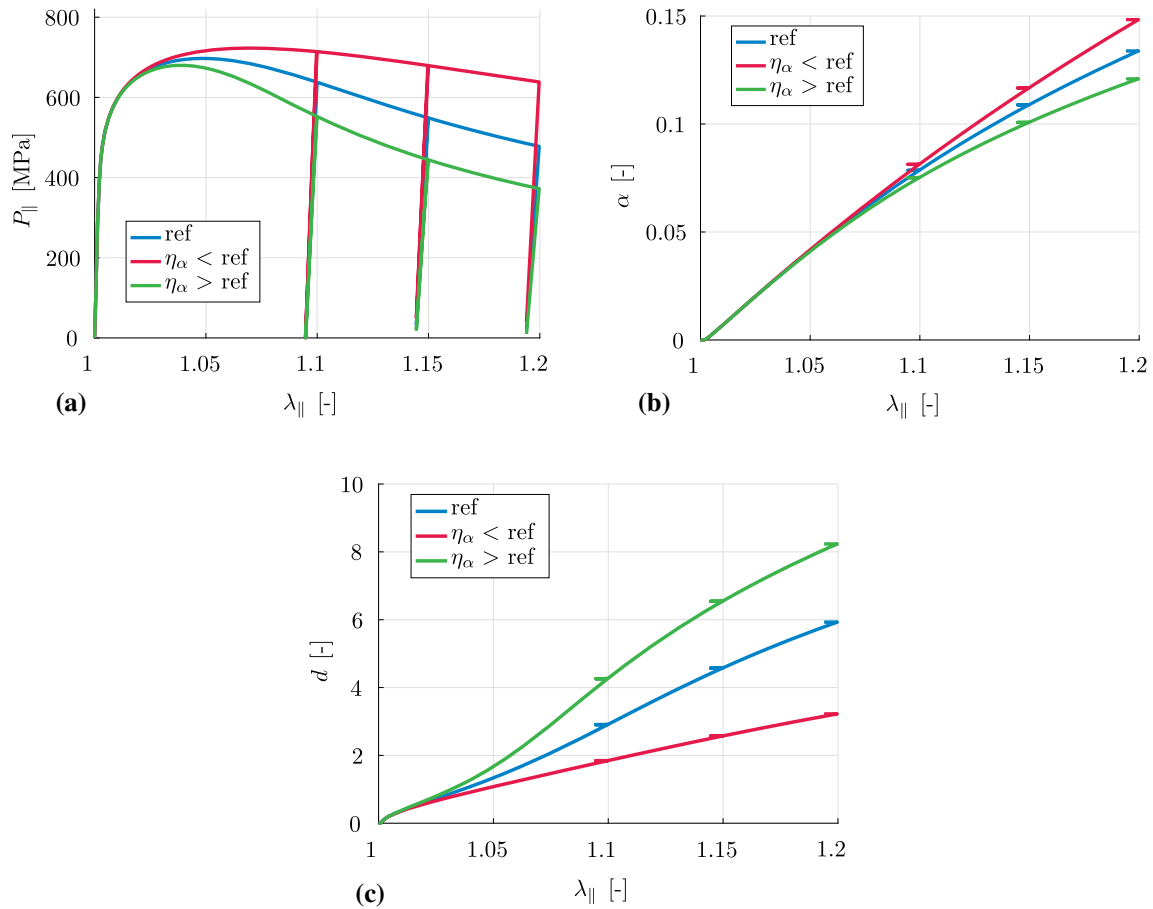 800
600
400
200
0
P∥ [MPa]
ref
ηα < ref
ηα > ref
1 1.05 1.1 1.15 1.2
(a) λ∥ [-]
0.15
0.1
0.05
0
α [-]
ref
ηα < ref
ηα > ref
1 1.05 1.1 1.15 1.2
(b) λ∥ [-]
10
8
6
4
2
0
d [-]
ref
ηα < ref
ηα > ref
1 1.05 1.1 1.15 1.2
(c) λ∥ [-]